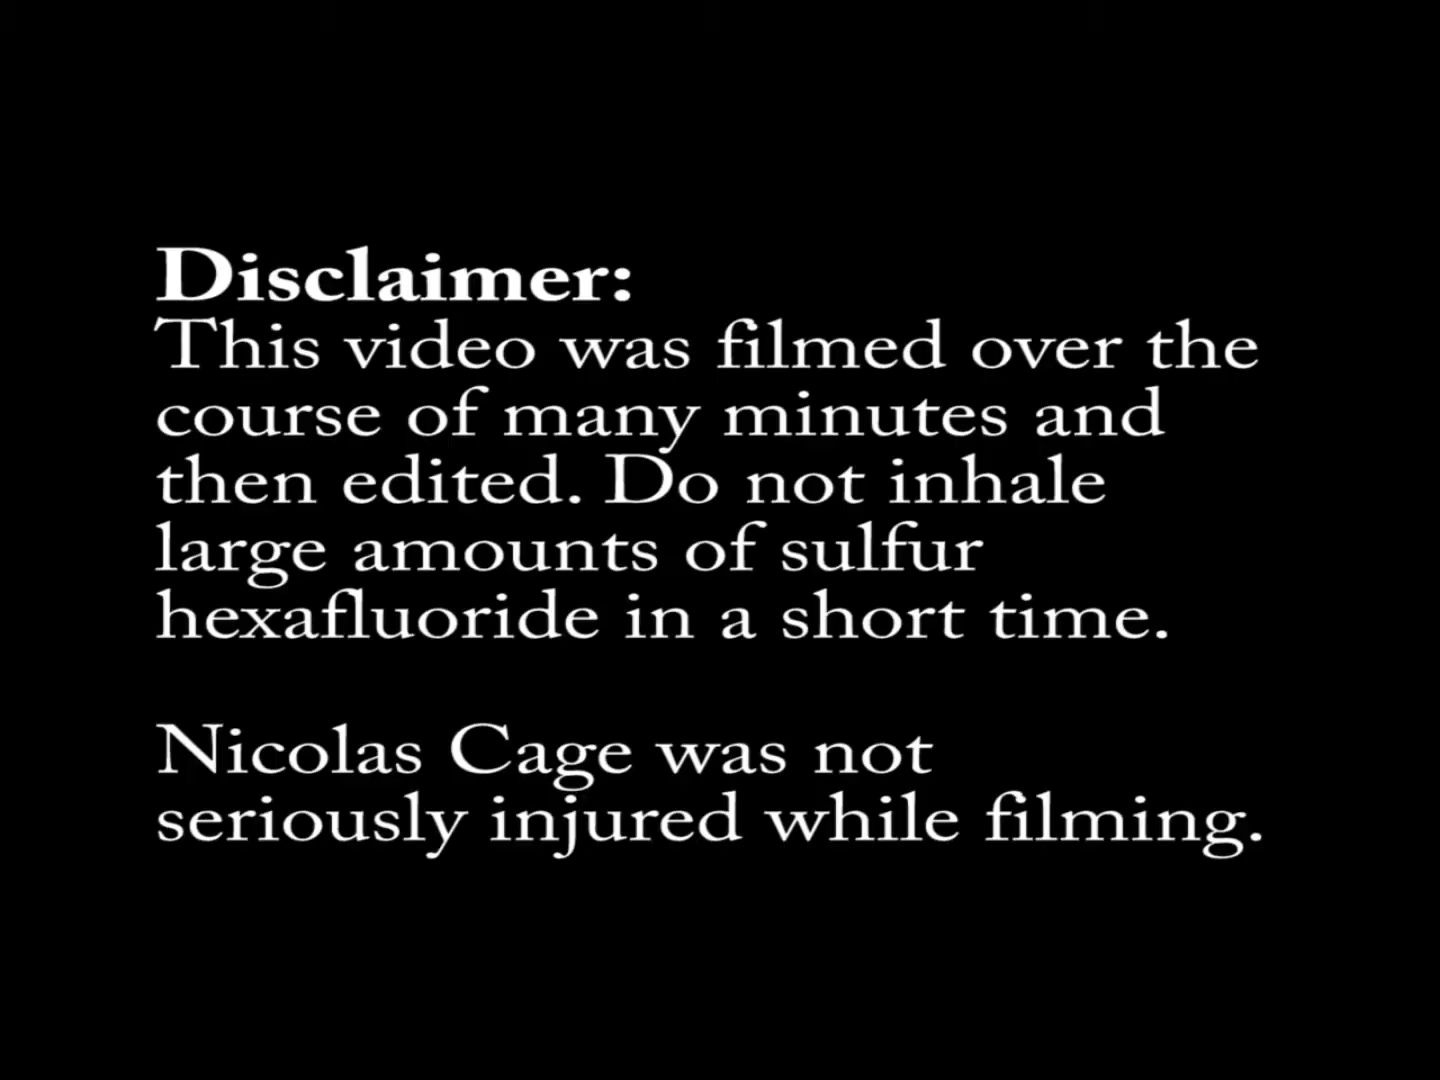 Disclaimer:
This video was filmed over the
course of many minutes and
then edited. Do not inhale
large amounts of sulfur
hexafluoride in a short time.
Nicolas Cage was not
seriously injured while filming.